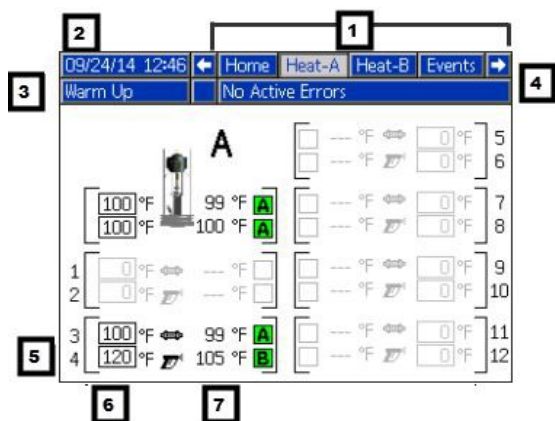 1
2
09/24/14 12:46 Home Heat-A Heat-B Events
3 Warm Up No Active Errors 4
A
--- °F 0 °F 5
--- °F 0 °F 6
100 °F 99 °F A
100 °F 100 °F A
--- °F 0 °F 7
--- °F 0 °F 8
1 0 °F --- °F
2 0 °F --- °F
--- °F 0 °F 9
--- °F 0 °F 10
3 100 °F 99 °F A
5 4 120 °F 105 °F B
--- °F 0 °F 11
--- °F 0 °F 12
6 7